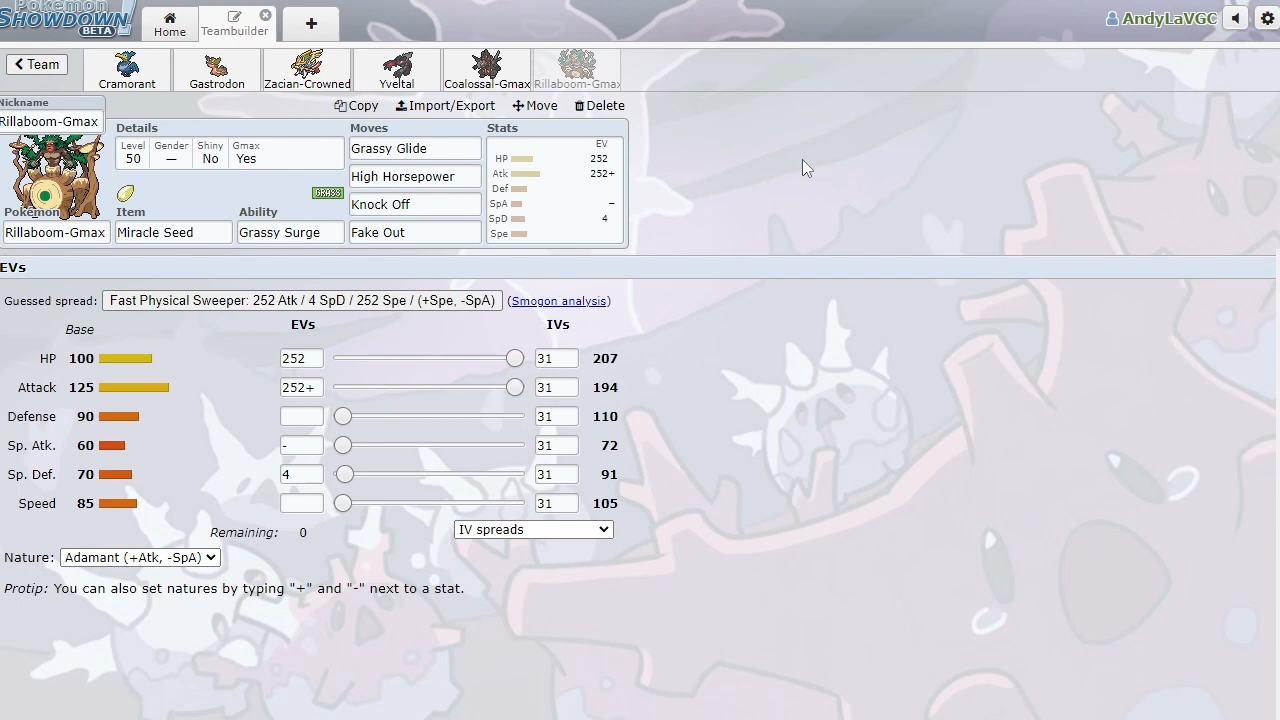 Pokémon
SHOWDOWN!
BETA
Home
Teambuilder
+
AndyLaVGC
Team
Cramorant
Gastrodon
Zacian-Crowned
Yveltal
Coalossal-Gmax
Rillaboom-Gmax
Nickname
Rillaboom-Gmax
Copy
Import/Export
Move
Delete
Details
Level Gender Shiny Gmax
50 — No Yes
GRASS
Pokémon
Rillaboom-Gmax
Item
Miracle Seed
Ability
Grassy Surge
Moves
Grassy Glide
High Horsepower
Knock Off
Fake Out
Stats
EV
HP 252
Atk 252+
Def
SpA −
SpD 4
Spe
EVs
Guessed spread: Fast Physical Sweeper: 252 Atk / 4 SpD / 252 Spe / (+Spe, -SpA) (Smogon analysis)
Base EVs IVs
HP 100 252 31 207
Attack 125 252+ 31 194
Defense 90 31 110
Sp. Atk. 60 - 31 72
Sp. Def. 70 4 31 91
Speed 85 31 105
Remaining: 0 IV spreads
Nature: Adamant (+Atk, -SpA)
Protip: You can also set natures by typing "+" and "-" next to a stat.